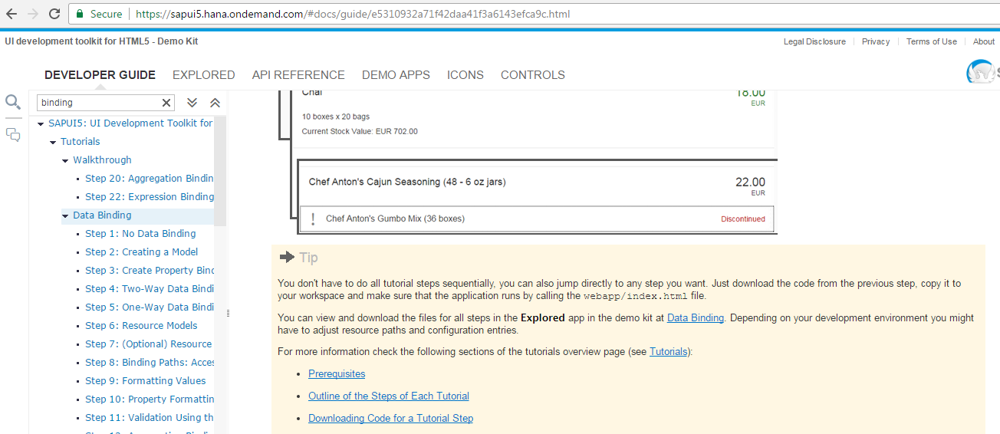 Secure https://sapui5.hana.ondemand.com/#docs/guide/e5310932a71f42daa41f3a6143efca9c.html
UI development toolkit for HTML5 - Demo Kit
Legal Disclosure Privacy Terms of Use About
DEVELOPER GUIDE EXPLORED API REFERENCE DEMO APPS ICONS CONTROLS
binding
SAPUI5: UI Development Toolkit for
Tutorials
Walkthrough
Step 20: Aggregation Bindin
Step 22: Expression Binding
Data Binding
Step 1: No Data Binding
Step 2: Creating a Model
Step 3: Create Property Bind
Step 4: Two-Way Data Bindi
Step 5: One-Way Data Bindi
Step 6: Resource Models
Step 7: (Optional) Resource
Step 8: Binding Paths: Acces
Step 9: Formatting Values
Step 10: Property Formattin
Step 11: Validation Using th
Chai 18.00
EUR
10 boxes x 20 bags
Current Stock Value: EUR 702.00
Chef Anton's Cajun Seasoning (48 - 6 oz jars) 22.00
EUR
! Chef Anton's Gumbo Mix (36 boxes) Discontinued
Tip
You don't have to do all tutorial steps sequentially, you can also jump directly to any step you want. Just download the code from the previous step, copy it to
your workspace and make sure that the application runs by calling the webapp/index.html file.
You can view and download the files for all steps in the Explored app in the demo kit at Data Binding. Depending on your development environment you might
have to adjust resource paths and configuration entries.
For more information check the following sections of the tutorials overview page (see Tutorials):
• Prerequisites
• Outline of the Steps of Each Tutorial
• Downloading Code for a Tutorial Step